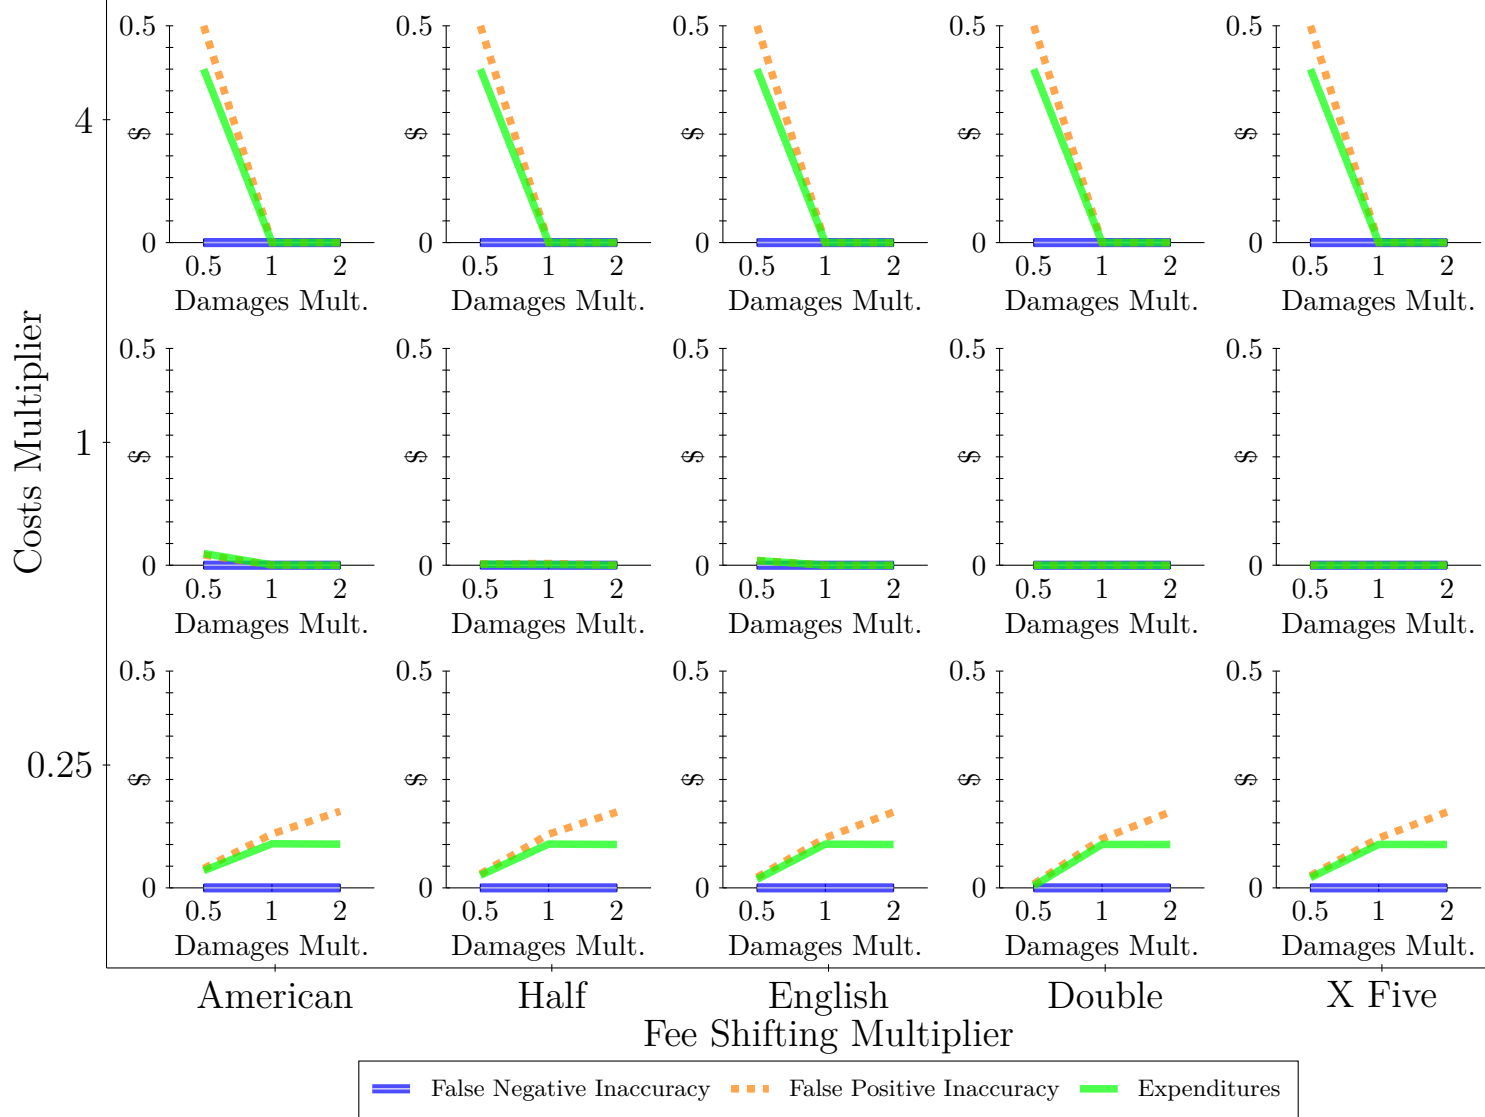 0.5 0.5 0.5 0.5 0.5
4 $ $ $ $ $
0 0 0 0 0
0.5 1 2 0.5 1 2 0.5 1 2 0.5 1 2 0.5 1 2
Damages Mult. Damages Mult. Damages Mult. Damages Mult. Damages Mult.
Costs Multiplier
0.5 0.5 0.5 0.5 0.5
1 $ $ $ $ $
0 0 0 0 0
0.5 1 2 0.5 1 2 0.5 1 2 0.5 1 2 0.5 1 2
Damages Mult. Damages Mult. Damages Mult. Damages Mult. Damages Mult.
0.5 0.5 0.5 0.5 0.5
0.25 $ $ $ $ $
0 0 0 0 0
0.5 1 2 0.5 1 2 0.5 1 2 0.5 1 2 0.5 1 2
Damages Mult. Damages Mult. Damages Mult. Damages Mult. Damages Mult.
American Half English Double X Five
Fee Shifting Multiplier
False Negative Inaccuracy False Positive Inaccuracy Expenditures